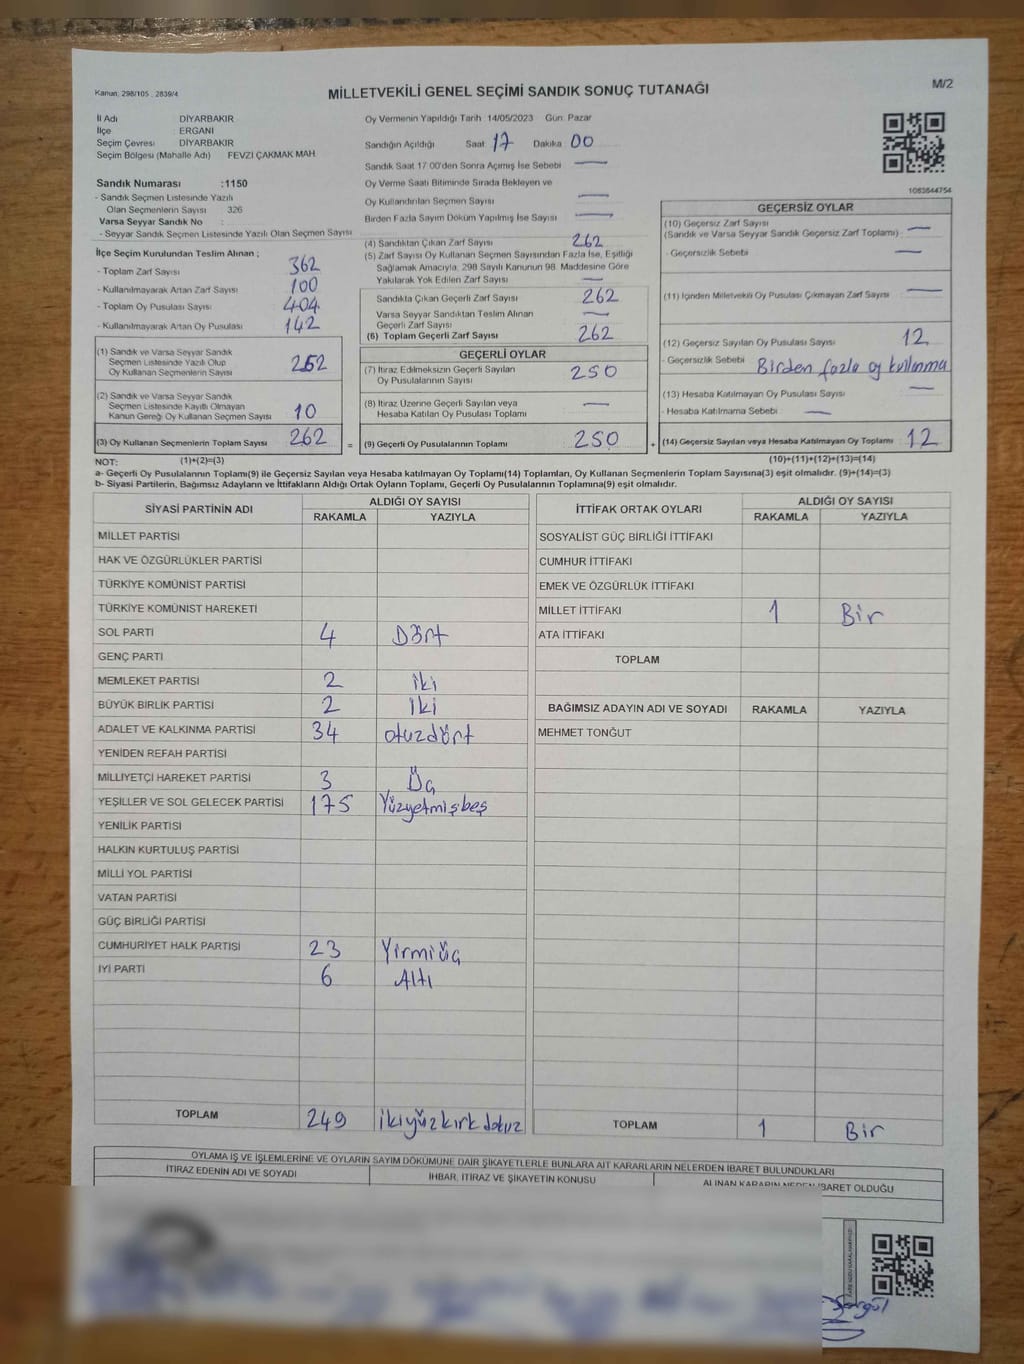 Kanun: 298/105 , 2839/4
MİLLETVEKİLİ GENEL SEÇİMİ SANDIK SONUÇ TUTANAĞI
M/2
İl Adı DİYARBAKIR
İlçe : ERGANİ
Seçim Çevresi DİYARBAKIR
Seçim Bölgesi (Mahalle Adı) FEVZİ ÇAKMAK MAH.
Sandık Numarası :1150
- Sandık Seçmen Listesinde Yazılı
Olan Seçmenlerin Sayısı 326
Varsa Seyyar Sandık No :
- Seyyar Sandık Seçmen Listesinde Yazılı Olan Seçmen Sayısı
İlçe Seçim Kurulundan Teslim Alınan ;
- Toplam Zarf Sayısı 362
- Kullanılmayarak Artan Zarf Sayısı 100
- Toplam Oy Pusulası Sayısı 404
- Kullanılmayarak Artan Oy Pusulası 142
(1) Sandık ve Varsa Seyyar Sandık
Seçmen Listesinde Yazılı Olup
Oy Kullanan Seçmenlerin Sayısı 252
(2) Sandık ve Varsa Seyyar Sandık
Seçmen Listesinde Kayıtlı Olmayan
Kanun Gereği Oy Kullanan Seçmen Sayısı 10
(3) Oy Kullanan Seçmenlerin Toplam Sayısı 262 =
Oy Vermenin Yapıldığı Tarih 14/05/2023 Gün: Pazar
Sandığın Açıldığı Saat 17 Dakika 00
Sandık Saat 17:00'den Sonra Açılmış İse Sebebi —
Oy Verme Saati Bitiminde Sırada Bekleyen ve
Oy Kullandırılan Seçmen Sayısı —
Birden Fazla Sayım Döküm Yapılmış İse Sayısı —
(4) Sandıktan Çıkan Zarf Sayısı 262
(5) Zarf Sayısı Oy Kullanan Seçmen Sayısından Fazla İse, Eşitliği
Sağlamak Amacıyla, 298 Sayılı Kanunun 98. Maddesine Göre
Yakılarak Yok Edilen Zarf Sayısı —
Sandıkta Çıkan Geçerli Zarf Sayısı 262
Varsa Seyyar Sandıktan Teslim Alınan
Geçerli Zarf Sayısı —
(6) Toplam Geçerli Zarf Sayısı 262
GEÇERLİ OYLAR
(7) İtiraz Edilmeksizin Geçerli Sayılan
Oy Pusulalarının Sayısı 250
(8) İtiraz Üzerine Geçerli Sayılan veya
Hesaba Katılan Oy Pusulası Toplamı —
(9) Geçerli Oy Pusulalarının Toplamı 250 +
1083844754
GEÇERSİZ OYLAR
(10) Geçersiz Zarf Sayısı
(Sandık ve Varsa Seyyar Sandık Geçersiz Zarf Toplamı) —
- Geçersizlik Sebebi —
(11) İçinden Milletvekili Oy Pusulası Çıkmayan Zarf Sayısı —
(12) Geçersiz Sayılan Oy Pusulası Sayısı 12
- Geçersizlik Sebebi Birden fazla oy kullanma
(13) Hesaba Katılmayan Oy Pusulası Sayısı —
- Hesaba Katılmama Sebebi —
(14) Geçersiz Sayılan veya Hesaba Katılmayan Oy Toplamı 12
NOT: (1)+(2)=(3) (10)+(11)+(12)+(13)=(14)
a- Geçerli Oy Pusulalarının Toplamı(9) ile Geçersiz Sayılan veya Hesaba katılmayan Oy Toplamı(14) Toplamları, Oy Kullanan Seçmenlerin Toplam Sayısına(3) eşit olmalıdır. (9)+(14)=(3)
b- Siyasi Partilerin, Bağımsız Adayların ve İttifakların Aldığı Ortak Oyların Toplamı, Geçerli Oy Pusulalarının Toplamına(9) eşit olmalıdır.
SİYASİ PARTİNİN ADI ALDIĞI OY SAYISI
RAKAMLA YAZIYLA
MİLLET PARTİSİ
HAK VE ÖZGÜRLÜKLER PARTİSİ
TÜRKİYE KOMÜNİST PARTİSİ
TÜRKİYE KOMÜNİST HAREKETİ
SOL PARTİ 4 Dört
GENÇ PARTİ
MEMLEKET PARTİSİ 2 iki
BÜYÜK BİRLİK PARTİSİ 2 iki
ADALET VE KALKINMA PARTİSİ 34 otuzdört
YENİDEN REFAH PARTİSİ
MİLLİYETÇİ HAREKET PARTİSİ 3 Üç
YEŞİLLER VE SOL GELECEK PARTİSİ 175 Yüzyetmişbeş
YENİLİK PARTİSİ
HALKIN KURTULUŞ PARTİSİ
MİLLİ YOL PARTİSİ
VATAN PARTİSİ
GÜÇ BİRLİĞİ PARTİSİ
CUMHURİYET HALK PARTİSİ 23 Yirmiüç
İYİ PARTİ 6 Altı
TOPLAM 249 ikiyüzkırkdokuz
İTTİFAK ORTAK OYLARI ALDIĞI OY SAYISI
RAKAMLA YAZIYLA
SOSYALİST GÜÇ BİRLİĞİ İTTİFAKI
CUMHUR İTTİFAKI
EMEK VE ÖZGÜRLÜK İTTİFAKI
MİLLET İTTİFAKI 1 Bir
ATA İTTİFAKI
TOPLAM
BAĞIMSIZ ADAYIN ADI VE SOYADI RAKAMLA YAZIYLA
MEHMET TONĞUT
TOPLAM 1 Bir
OYLAMA İŞ VE İŞLEMLERİNE VE OYLARIN SAYIM DÖKÜMÜNE DAİR ŞİKAYETLERLE BUNLARA AİT KARARLARIN NELERDEN İBARET BULUNDUKLARI
İTİRAZ EDENİN ADI VE SOYADI İHBAR, İTİRAZ VE ŞİKAYETİN KONUSU ALINAN KARARIN NEDEN İBARET OLDUĞU